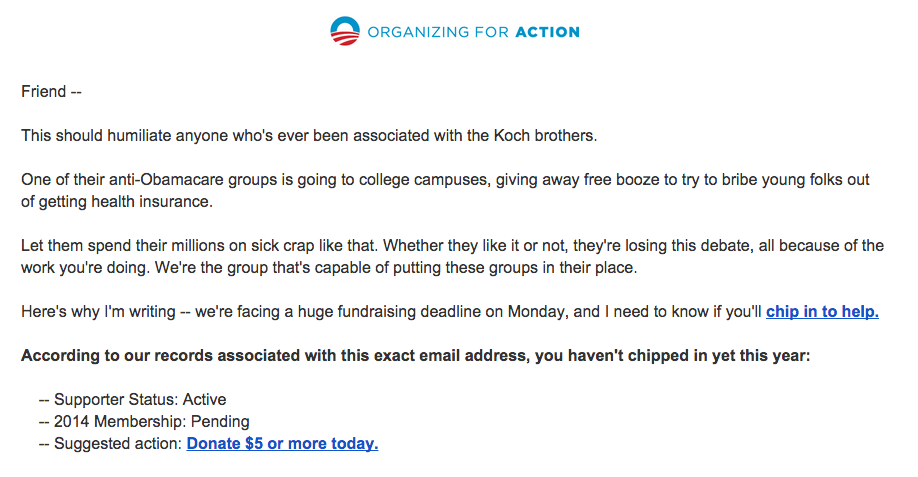 ORGANIZING FOR ACTION
Friend --
This should humiliate anyone who's ever been associated with the Koch brothers.
One of their anti-Obamacare groups is going to college campuses, giving away free booze to try to bribe young folks out
of getting health insurance.
Let them spend their millions on sick crap like that. Whether they like it or not, they're losing this debate, all because of the
work you're doing. We're the group that's capable of putting these groups in their place.
Here's why I'm writing -- we're facing a huge fundraising deadline on Monday, and I need to know if you'll chip in to help.
According to our records associated with this exact email address, you haven't chipped in yet this year:
-- Supporter Status: Active
-- 2014 Membership: Pending
-- Suggested action: Donate $5 or more today.